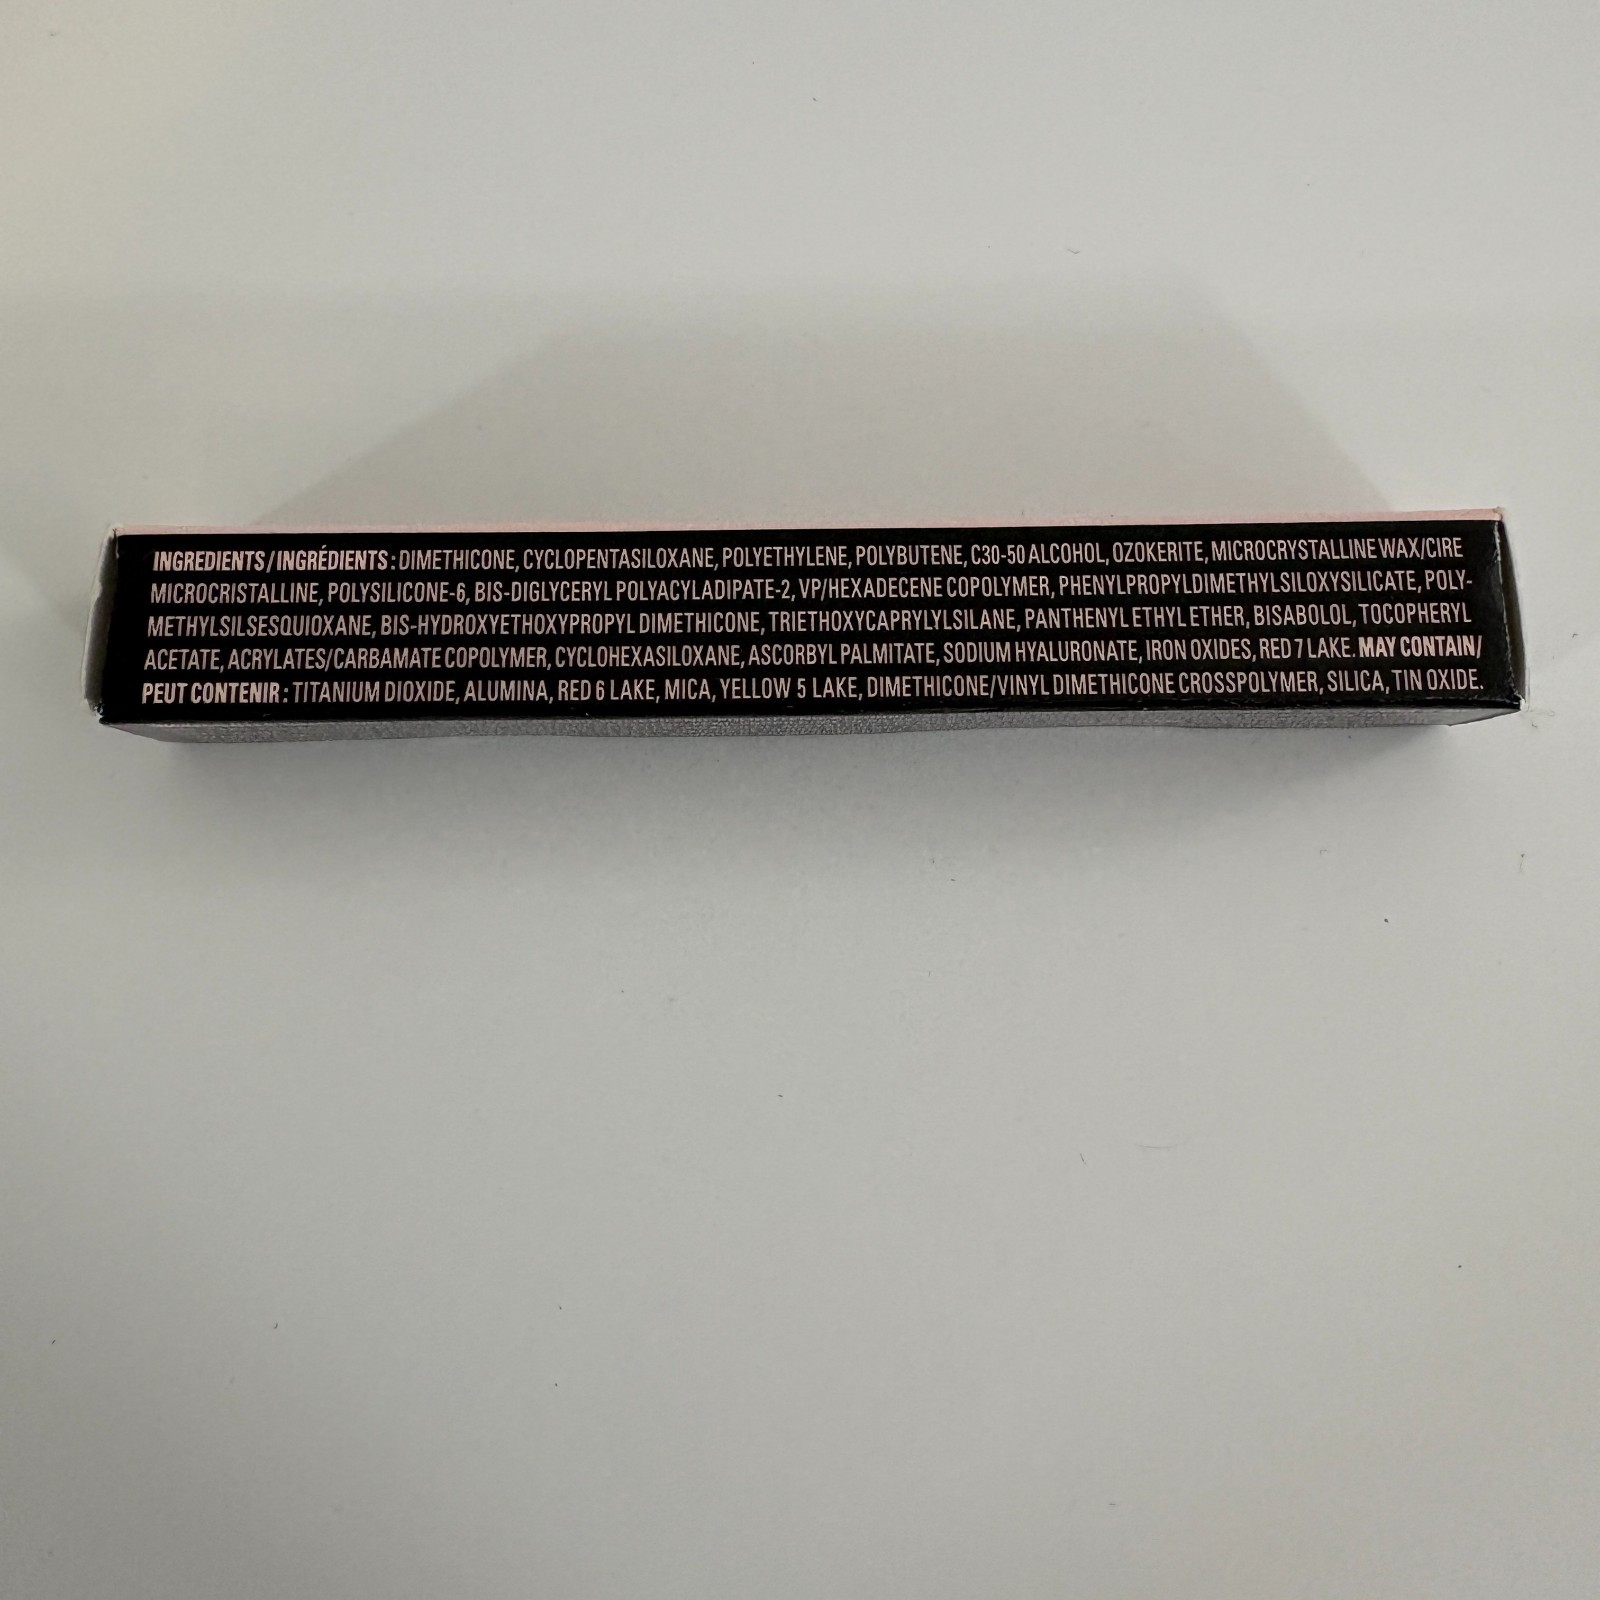 INGREDIENTS/INGRÉDIENTS: DIMETHICONE, CYCLOPENTASILOXANE, POLYETHYLENE, POLYBUTENE, C30-50 ALCOHOL, OZOKERITE, MICROCRYSTALLINE WAX/CIRE
MICROCRISTALLINE, POLYSILICONE-6, BIS-DIGLYCERYL POLYACYLADIPATE-2, VP/HEXADECENE COPOLYMER, PHENYLPROPYLDIMETHYLSILOXYSILICATE, POLY-
METHYLSILSESQUIOXANE, BIS-HYDROXYETHOXYPROPYL DIMETHICONE, TRIETHOXYCAPRYLYLSILANE, PANTHENYL ETHYL ETHER, BISABOLOL, TOCOPHERYL
ACETATE, ACRYLATES/CARBAMATE COPOLYMER, CYCLOHEXASILOXANE, ASCORBYL PALMITATE, SODIUM HYALURONATE, IRON OXIDES, RED 7 LAKE. MAY CONTAIN/
PEUT CONTENIR: TITANIUM DIOXIDE, ALUMINA, RED 6 LAKE, MICA, YELLOW 5 LAKE, DIMETHICONE/VINYL DIMETHICONE CROSSPOLYMER, SILICA, TIN OXIDE.